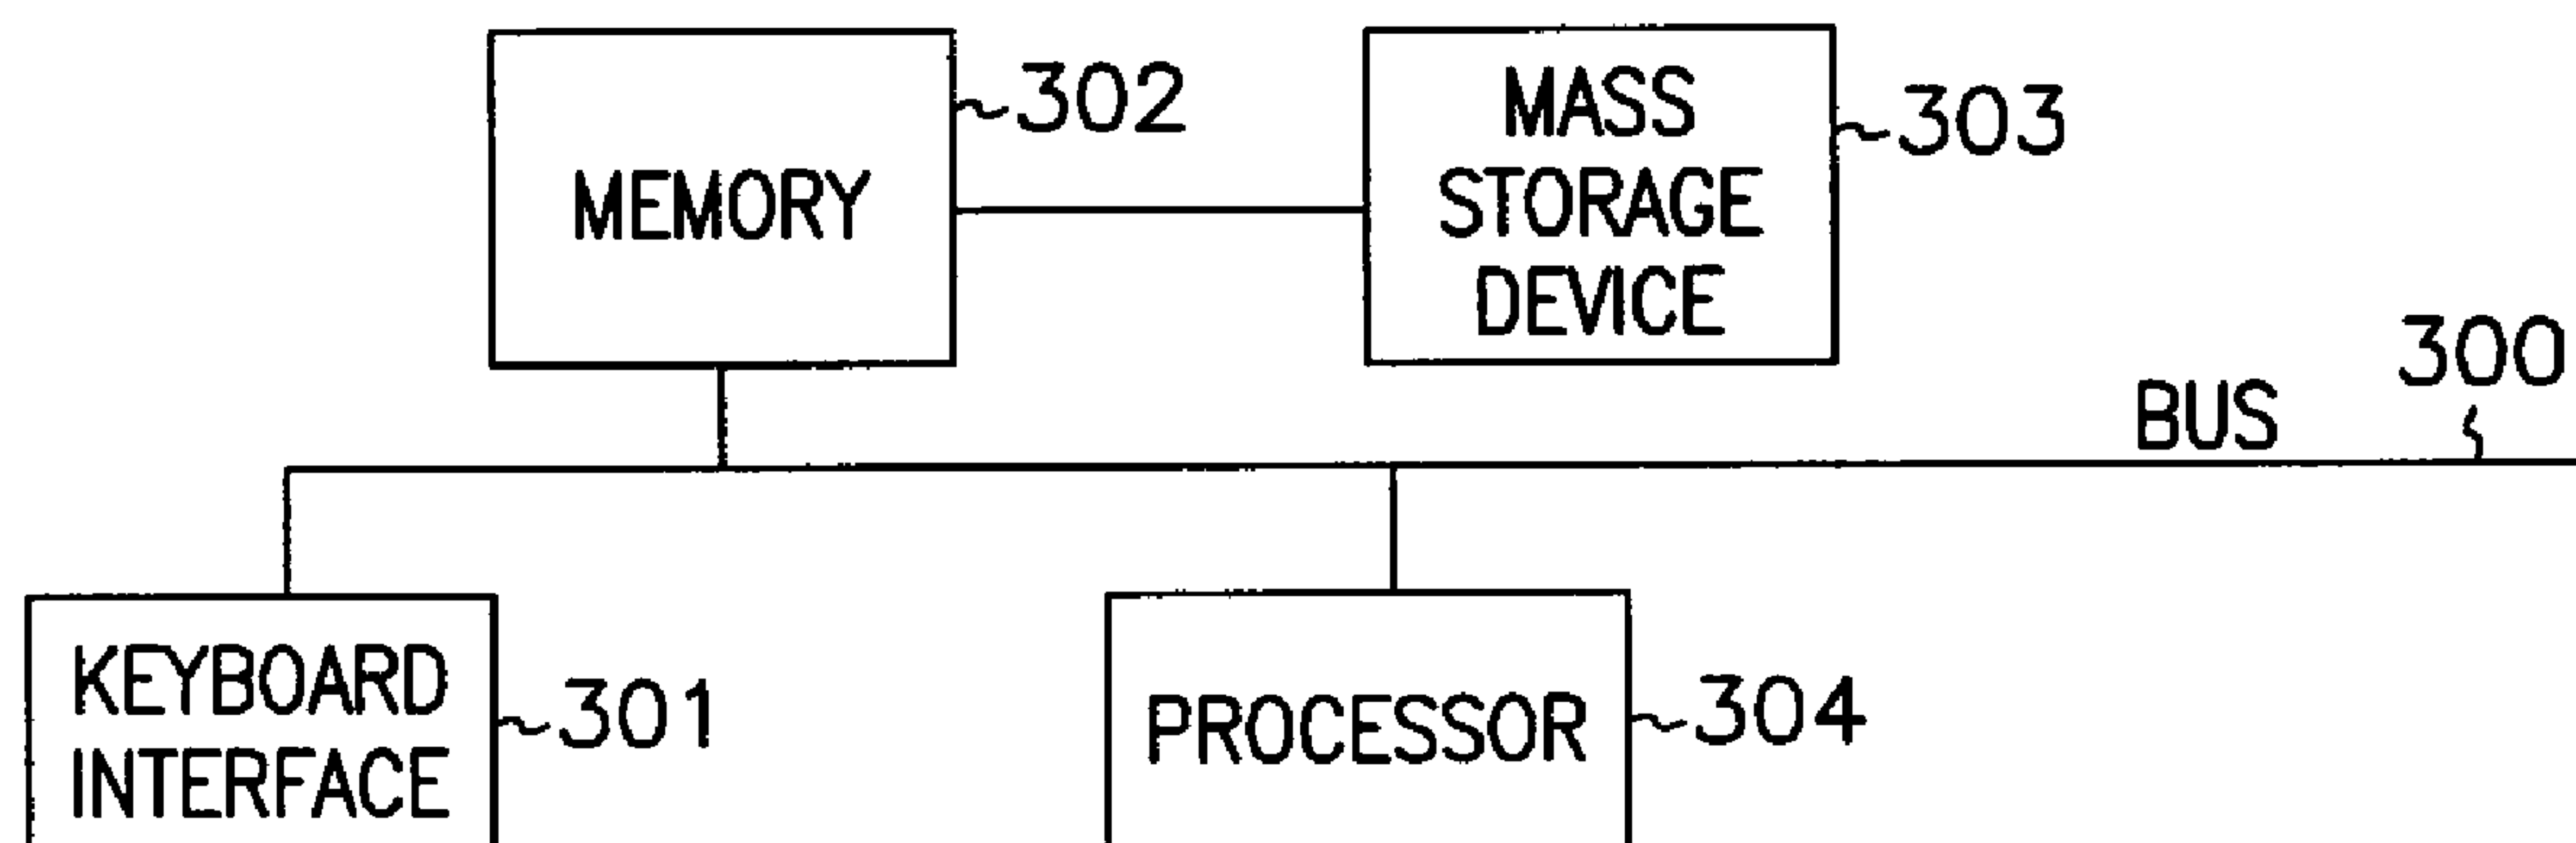 MEMORY
302
MASS
STORAGE
DEVICE
303
BUS
300
KEYBOARD
INTERFACE
301
PROCESSOR
304